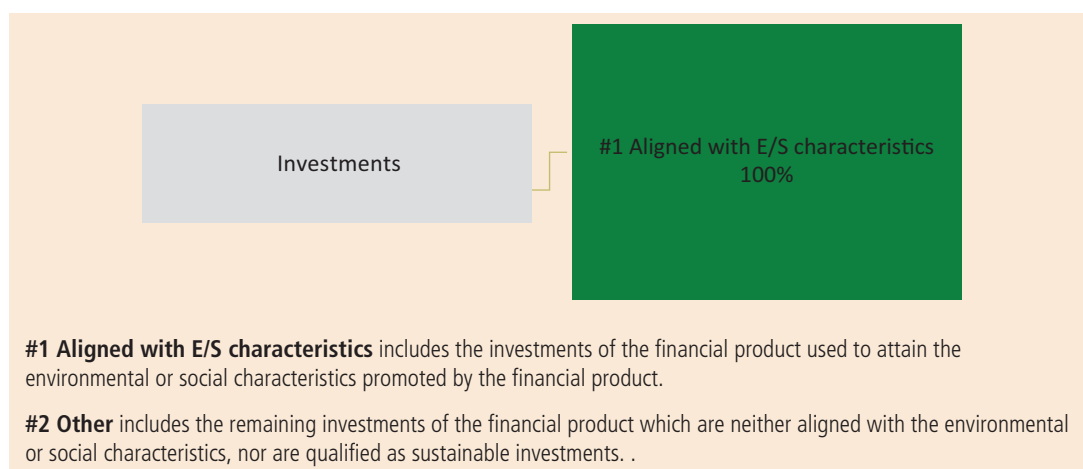 Investments
#1 Aligned with E/S characteristics
100%
#1 Aligned with E/S characteristics includes the investments of the financial product used to attain the
environmental or social characteristics promoted by the financial product.
#2 Other includes the remaining investments of the financial product which are neither aligned with the environmental
or social characteristics, nor are qualified as sustainable investments. .